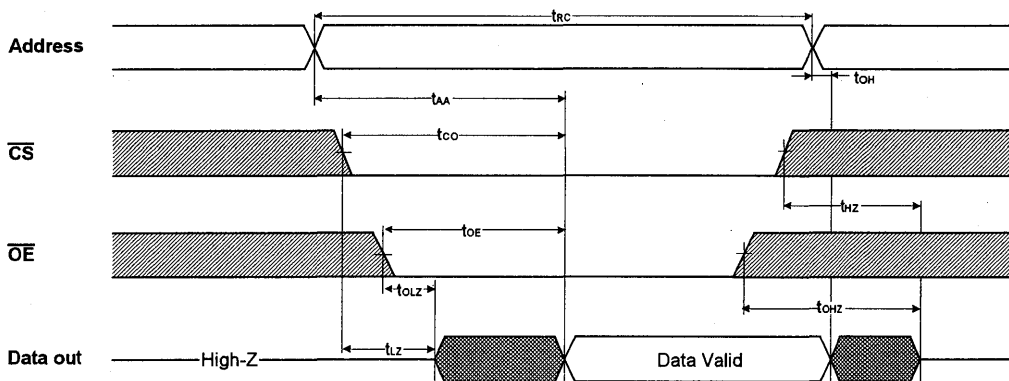 tRC
Address
tOH
tAA
tCO
CS
tHZ
OE
tOE
tOLZ
tOHZ
Data out
High-Z
tLZ
Data Valid